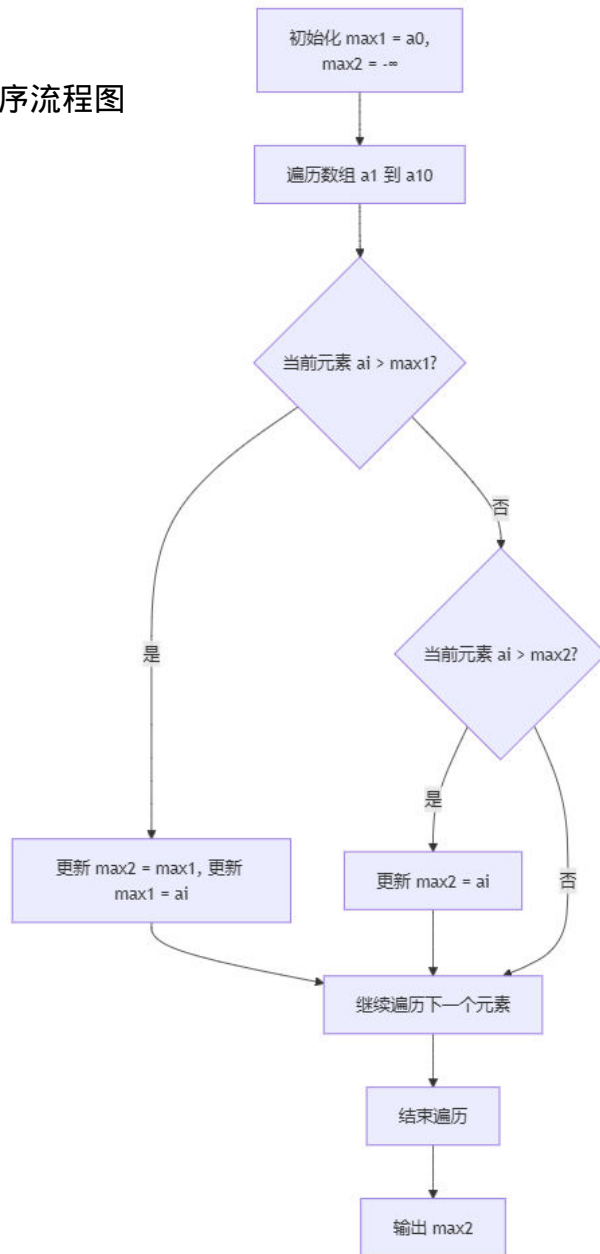 初始化 max1 = a0,
max2 = -∞
序流程图
遍历数组 a1 到 a10
当前元素 ai > max1?
否
是
当前元素 ai > max2?
是
否
更新 max2 = max1, 更新
max1 = ai
更新 max2 = ai
继续遍历下一个元素
结束遍历
输出 max2